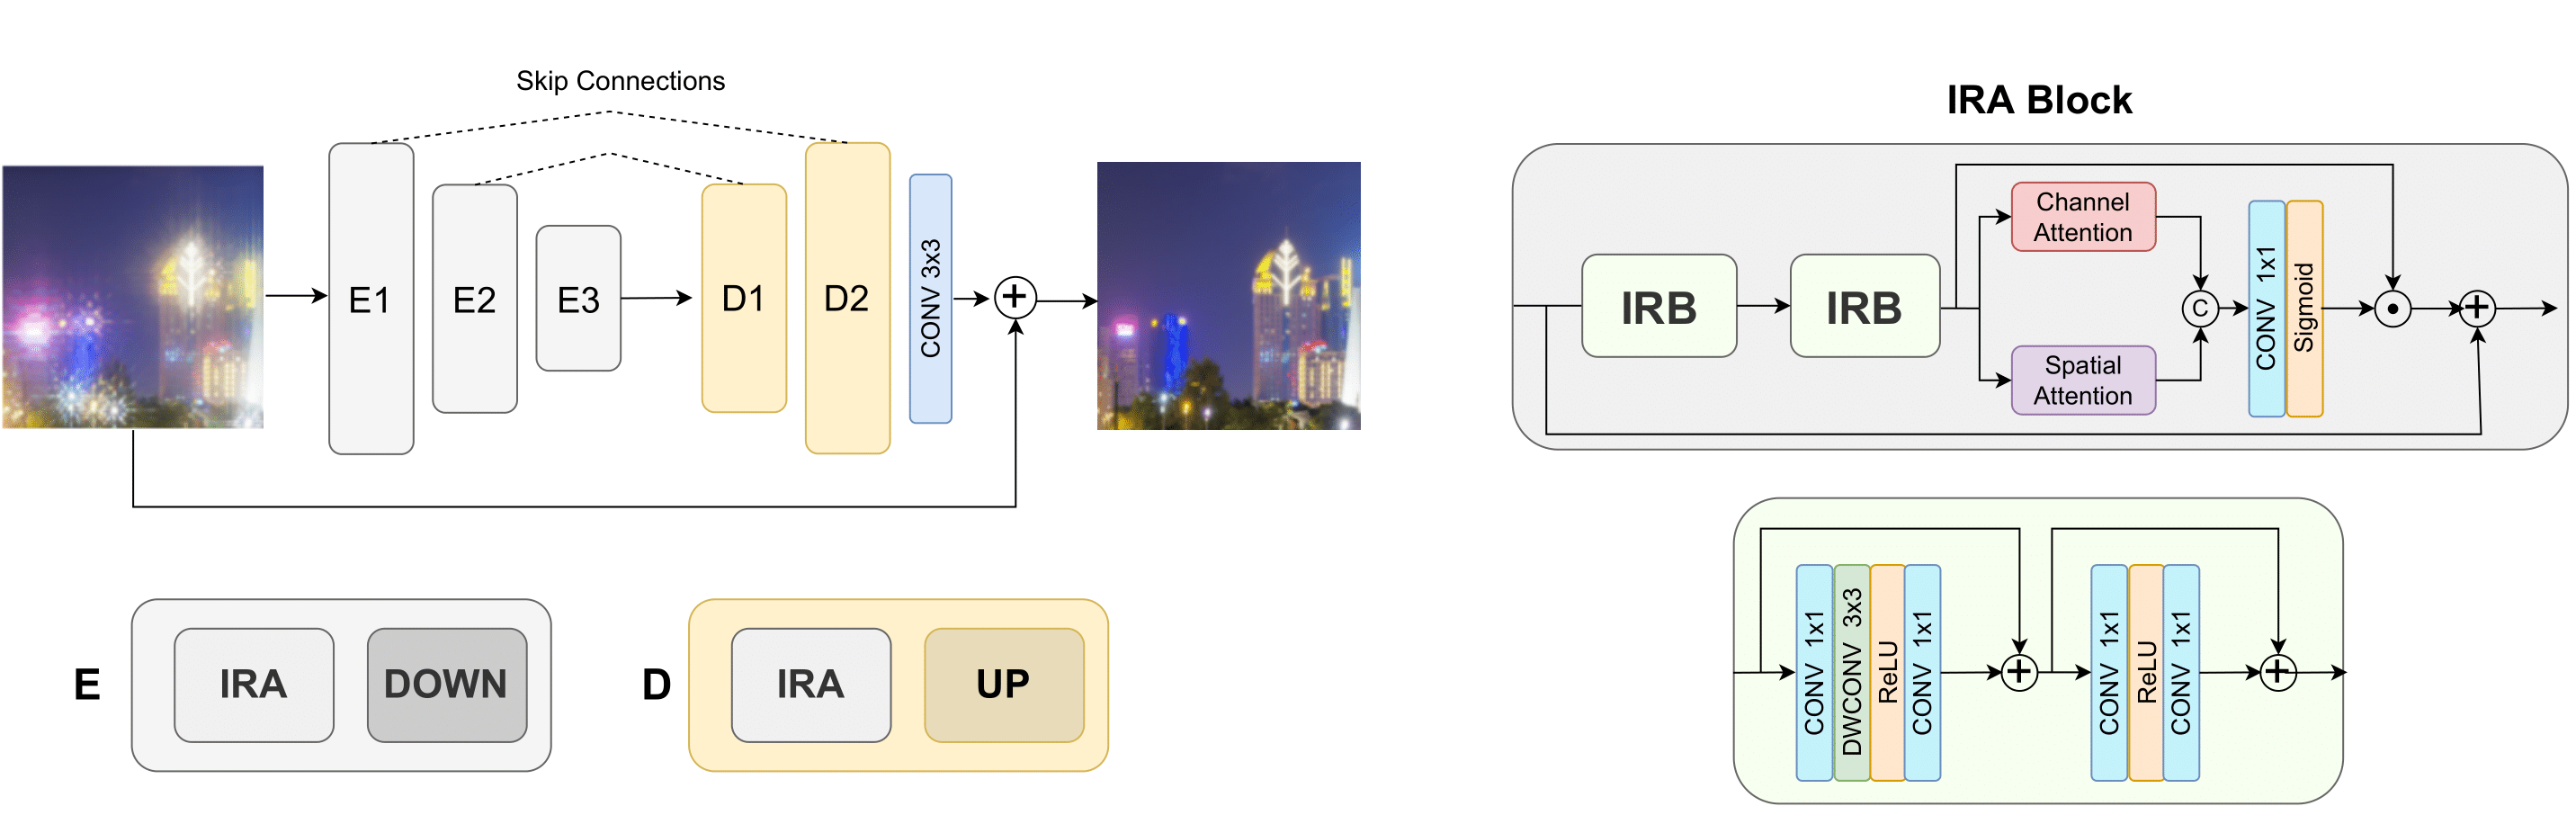 Skip Connections
E1
E2
E3
D1
D2
CONV 3x3
+
E
IRA
DOWN
D
IRA
UP
IRA Block
IRB
IRB
Channel
Attention
Spatial
Attention
C
CONV 1x1
Sigmoid
+
CONV 1x1
DWCONV 3x3
ReLU
CONV 1x1
+
CONV 1x1
ReLU
CONV 1x1
+